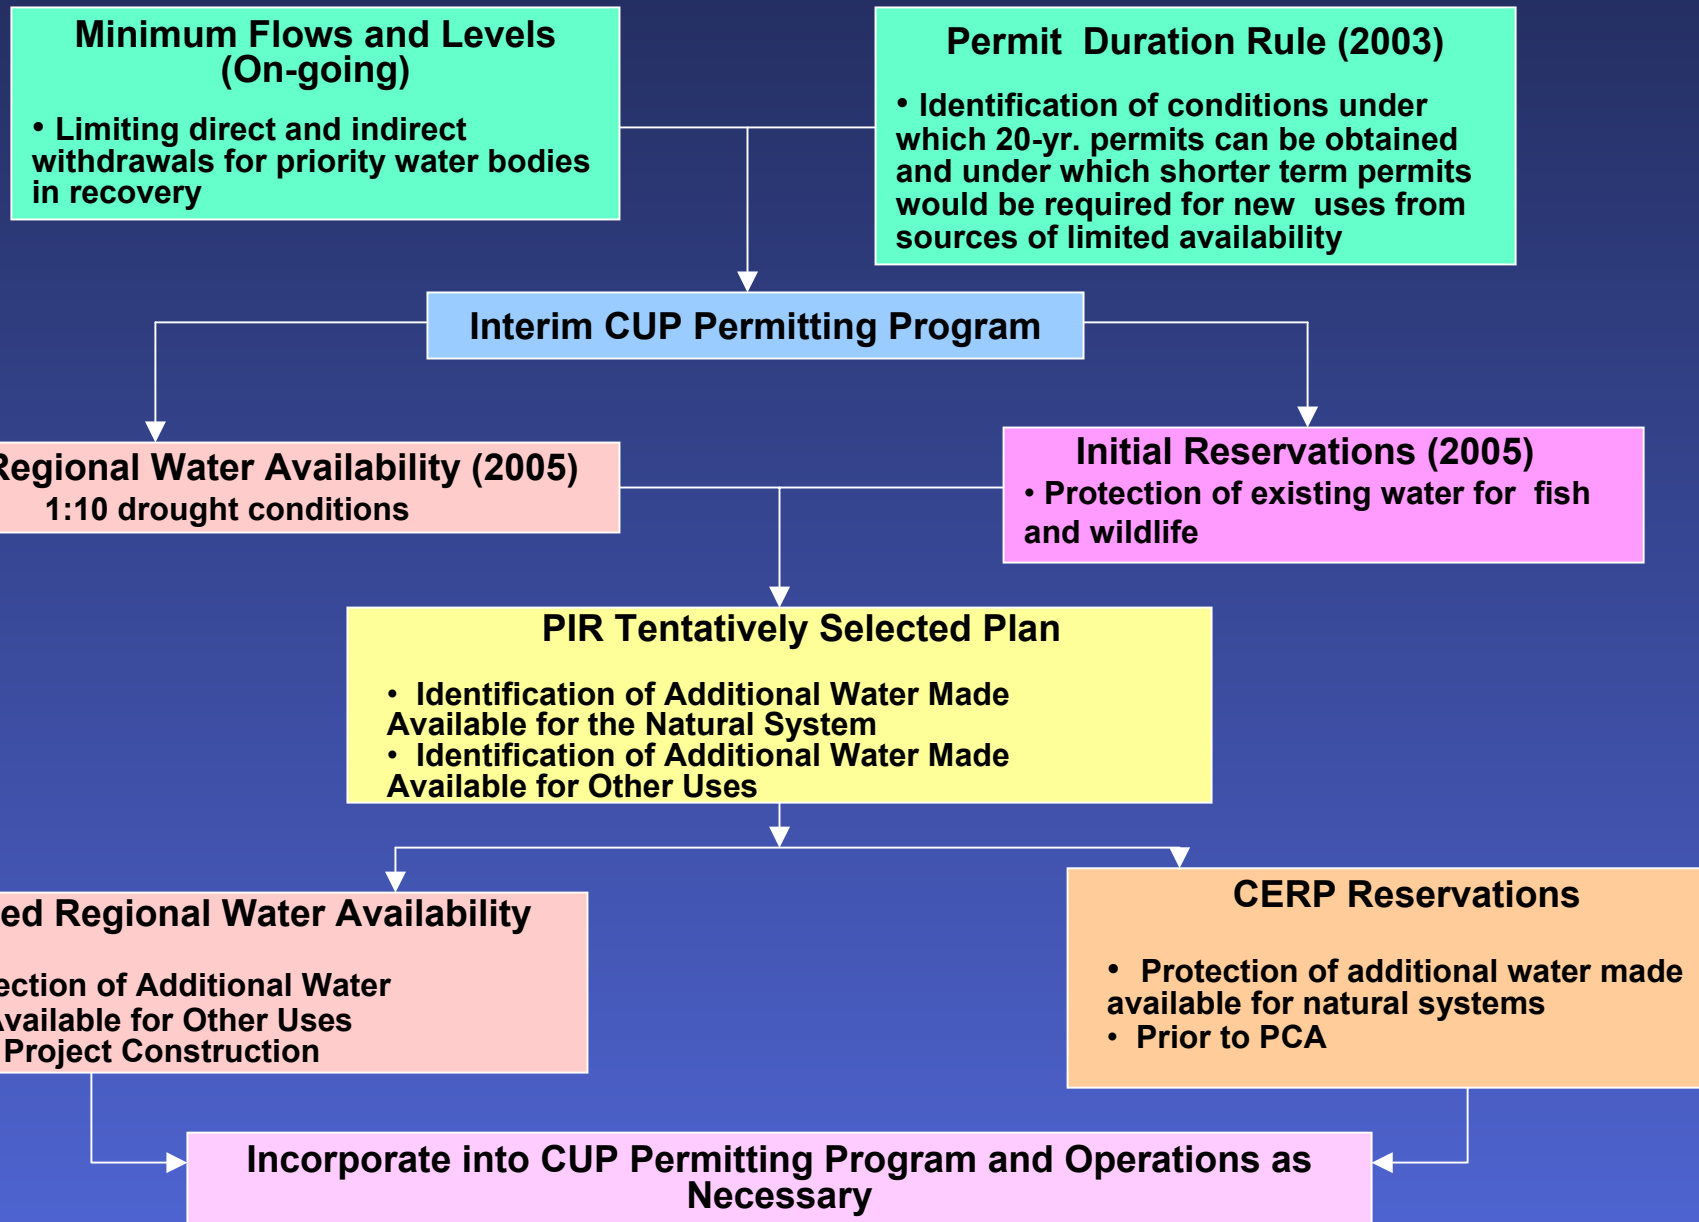 Minimum Flows and Levels
(On-going)
• Limiting direct and indirect
withdrawals for priority water bodies
in recovery
Permit Duration Rule (2003)
• Identification of conditions under
which 20-yr. permits can be obtained
and under which shorter term permits
would be required for new uses from
sources of limited availability
Interim CUP Permitting Program
Regional Water Availability (2005)
1:10 drought conditions
Initial Reservations (2005)
• Protection of existing water for fish
and wildlife
PIR Tentatively Selected Plan
• Identification of Additional Water Made
Available for the Natural System
• Identification of Additional Water Made
Available for Other Uses
Regional Water Availability
of Additional Water
Available for Other Uses
Project Construction
CERP Reservations
• Protection of additional water made
available for natural systems
• Prior to PCA
Incorporate into CUP Permitting Program and Operations as
Necessary